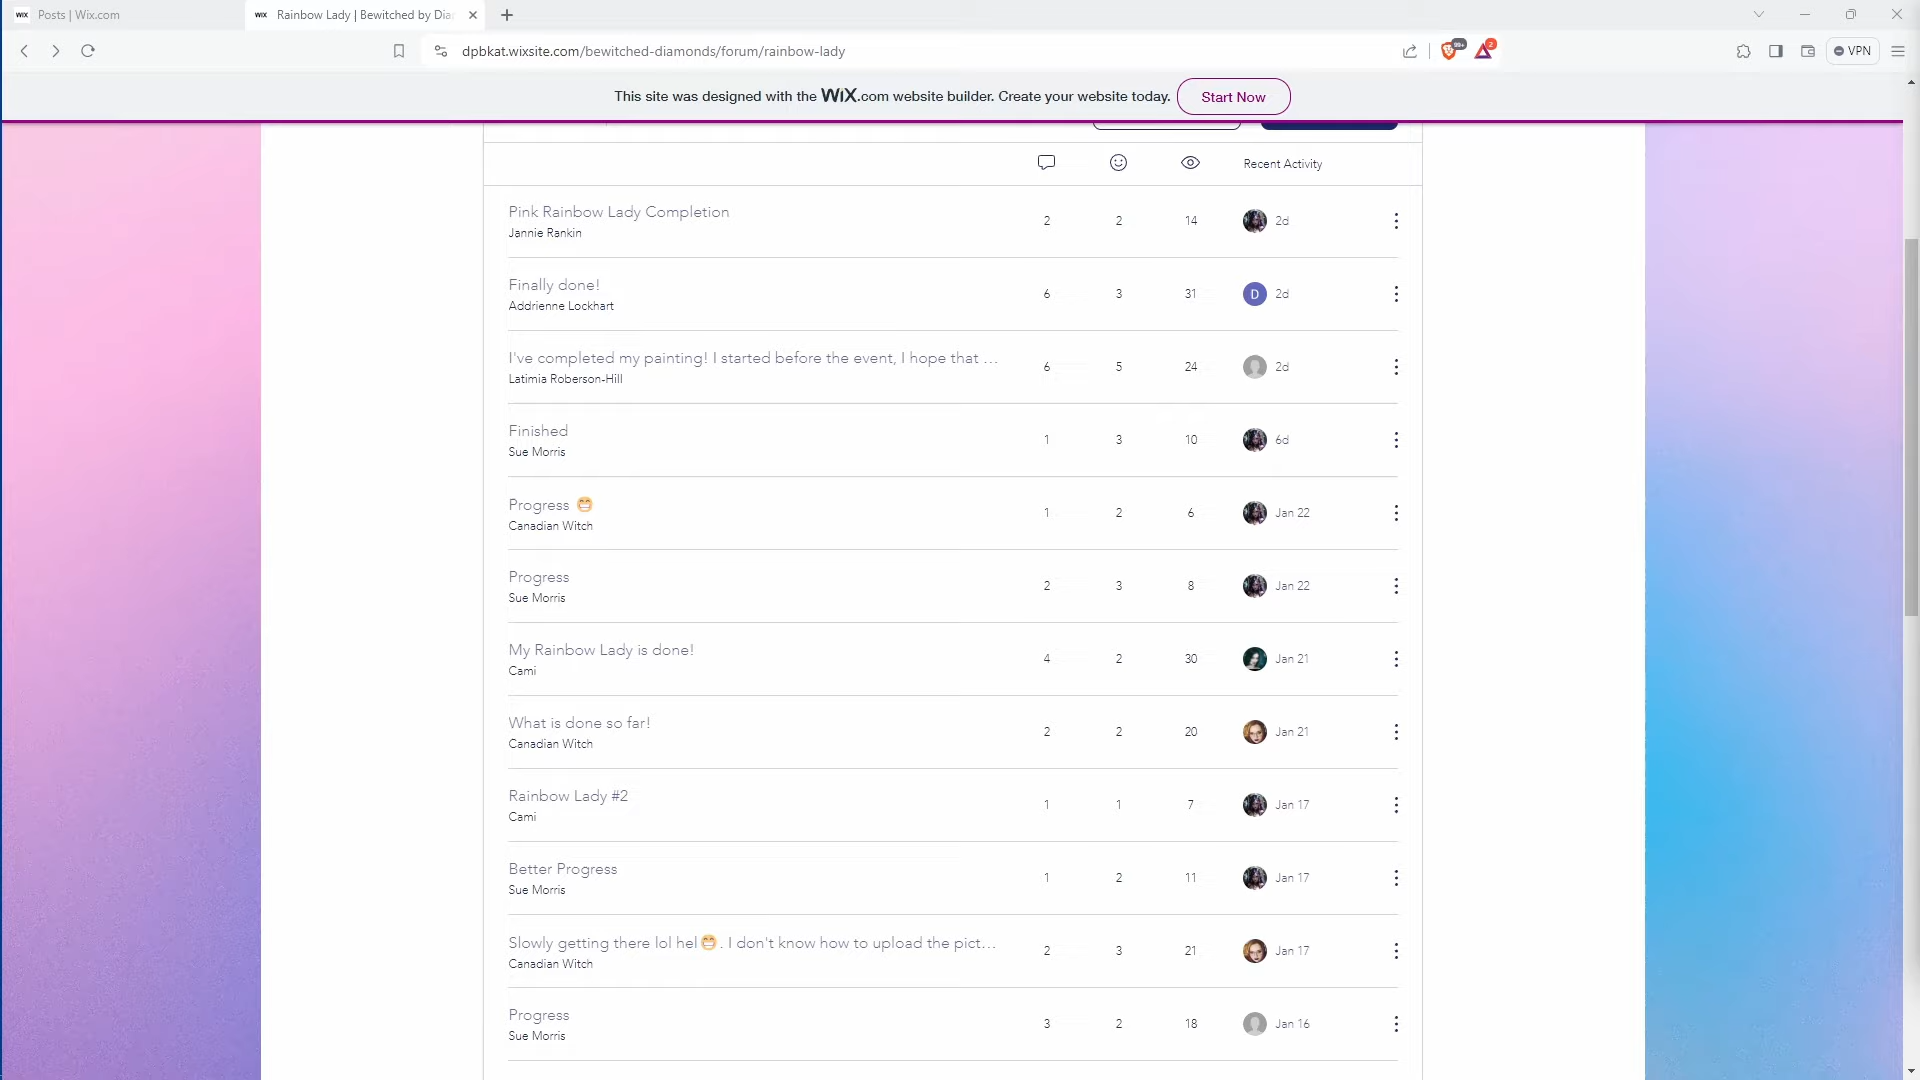 WiX Posts | Wix.com
WiX Rainbow Lady | Bewitched by Dia
dpbkat.wixsite.com/bewitched-diamonds/forum/rainbow-lady
99+
2
VPN
This site was designed with the WiX.com website builder. Create your website today.
Start Now
Recent Activity
Pink Rainbow Lady Completion
2 2 14 2d
Jannie Rankin
Finally done!
6 3 31 D 2d
Addrienne Lockhart
I've completed my painting! I started before the event, I hope that ...
6 5 24 2d
Latimia Roberson-Hill
Finished
1 3 10 6d
Sue Morris
Progress 😁
1 2 6 Jan 22
Canadian Witch
Progress
2 3 8 Jan 22
Sue Morris
My Rainbow Lady is done!
4 2 30 Jan 21
Cami
What is done so far!
2 2 20 Jan 21
Canadian Witch
Rainbow Lady #2
1 1 7 Jan 17
Cami
Better Progress
1 2 11 Jan 17
Sue Morris
Slowly getting there lol hel😁. I don't know how to upload the pict...
2 3 21 Jan 17
Canadian Witch
Progress
3 2 18 Jan 16
Sue Morris